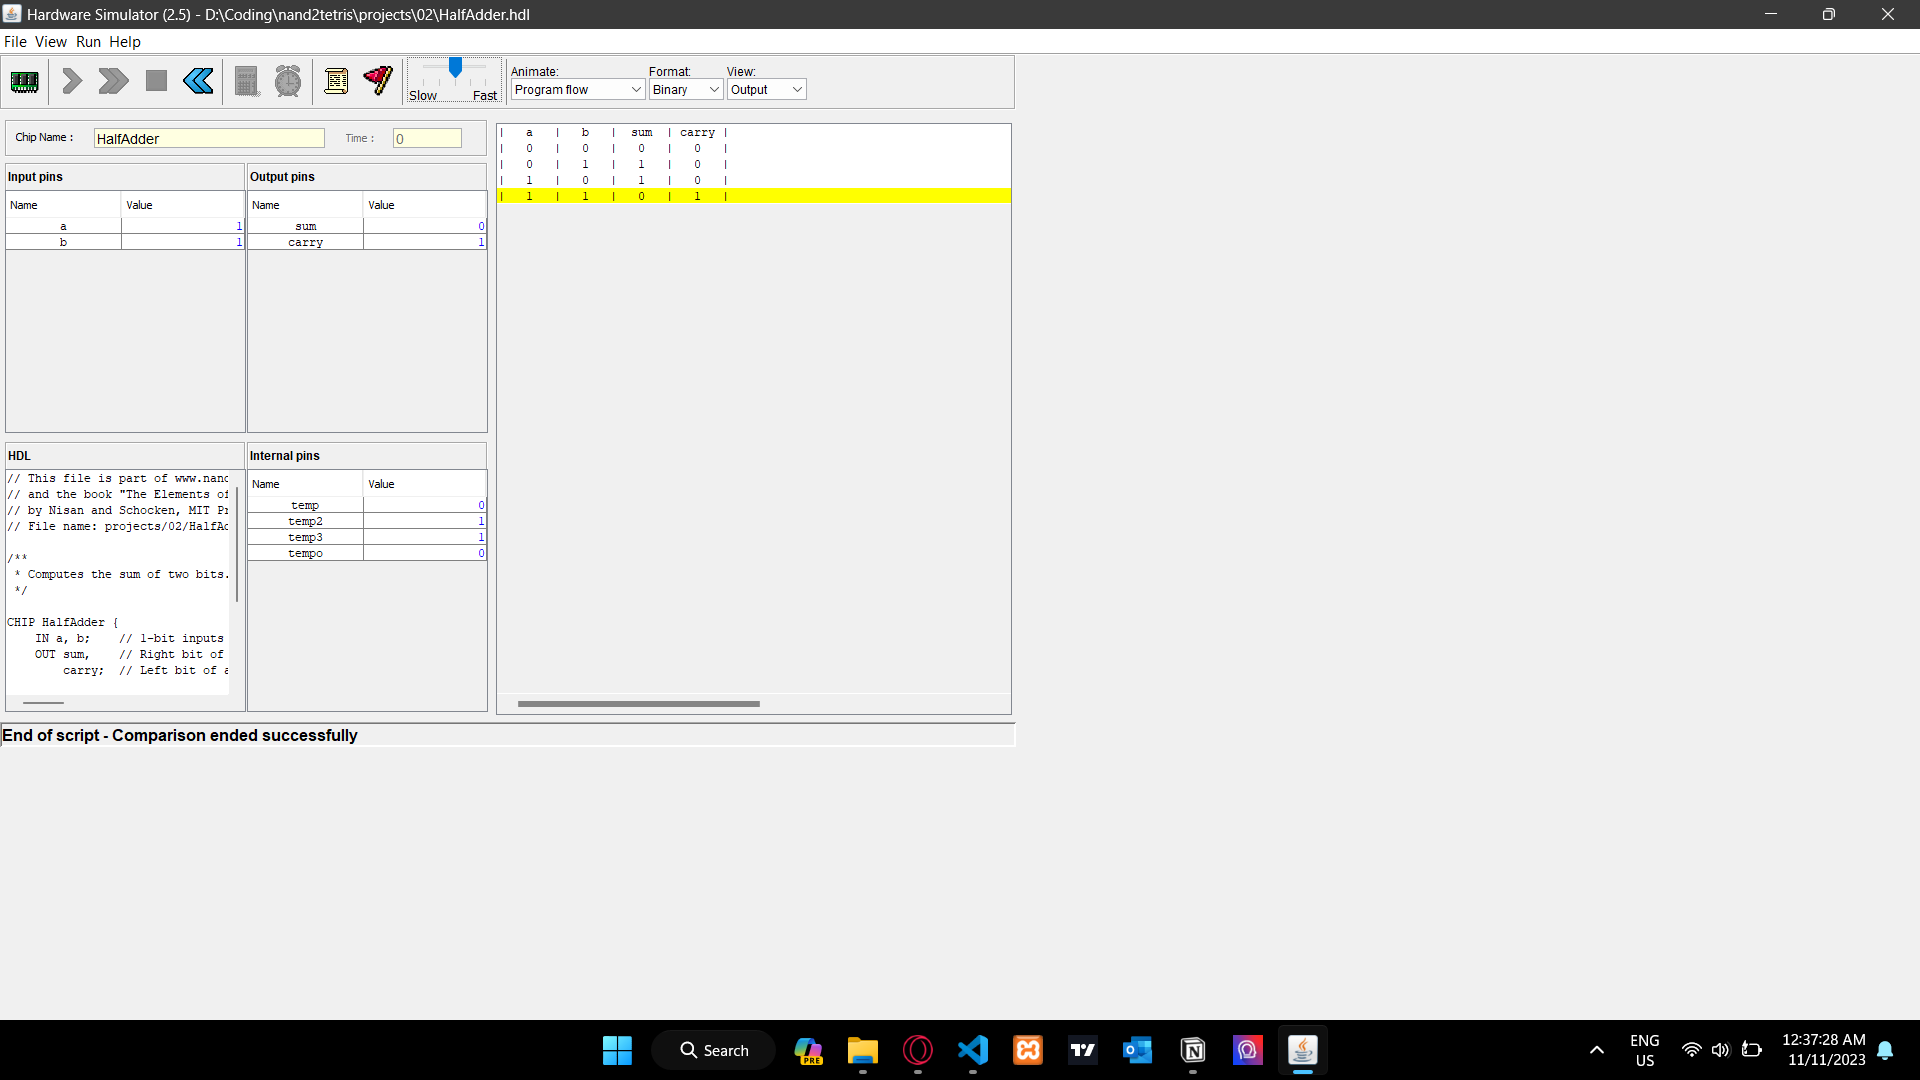 Hardware Simulator (2.5) - D:\Coding\nand2tetris\projects\02\HalfAdder.hdl
File View Run Help
Slow Fast
Animate:
Program flow
Format:
Binary
View:
Output
Chip Name :
HalfAdder
Time :
0
Input pins
Name Value
a 1
b 1
Output pins
Name Value
sum 0
carry 1
| a | b | sum | carry |
| 0 | 0 | 0 | 0 |
| 0 | 1 | 1 | 0 |
| 1 | 0 | 1 | 0 |
| 1 | 1 | 0 | 1 |
HDL
// This file is part of www.nand
// and the book "The Elements of
// by Nisan and Schocken, MIT Pr
// File name: projects/02/HalfAd
/**
* Computes the sum of two bits.
*/
CHIP HalfAdder {
IN a, b; // 1-bit inputs
OUT sum, // Right bit of
carry; // Left bit of a
Internal pins
Name Value
temp 0
temp2 1
temp3 1
tempo 0
End of script - Comparison ended successfully
Search
PRE
ENG
US
12:37:28 AM
11/11/2023